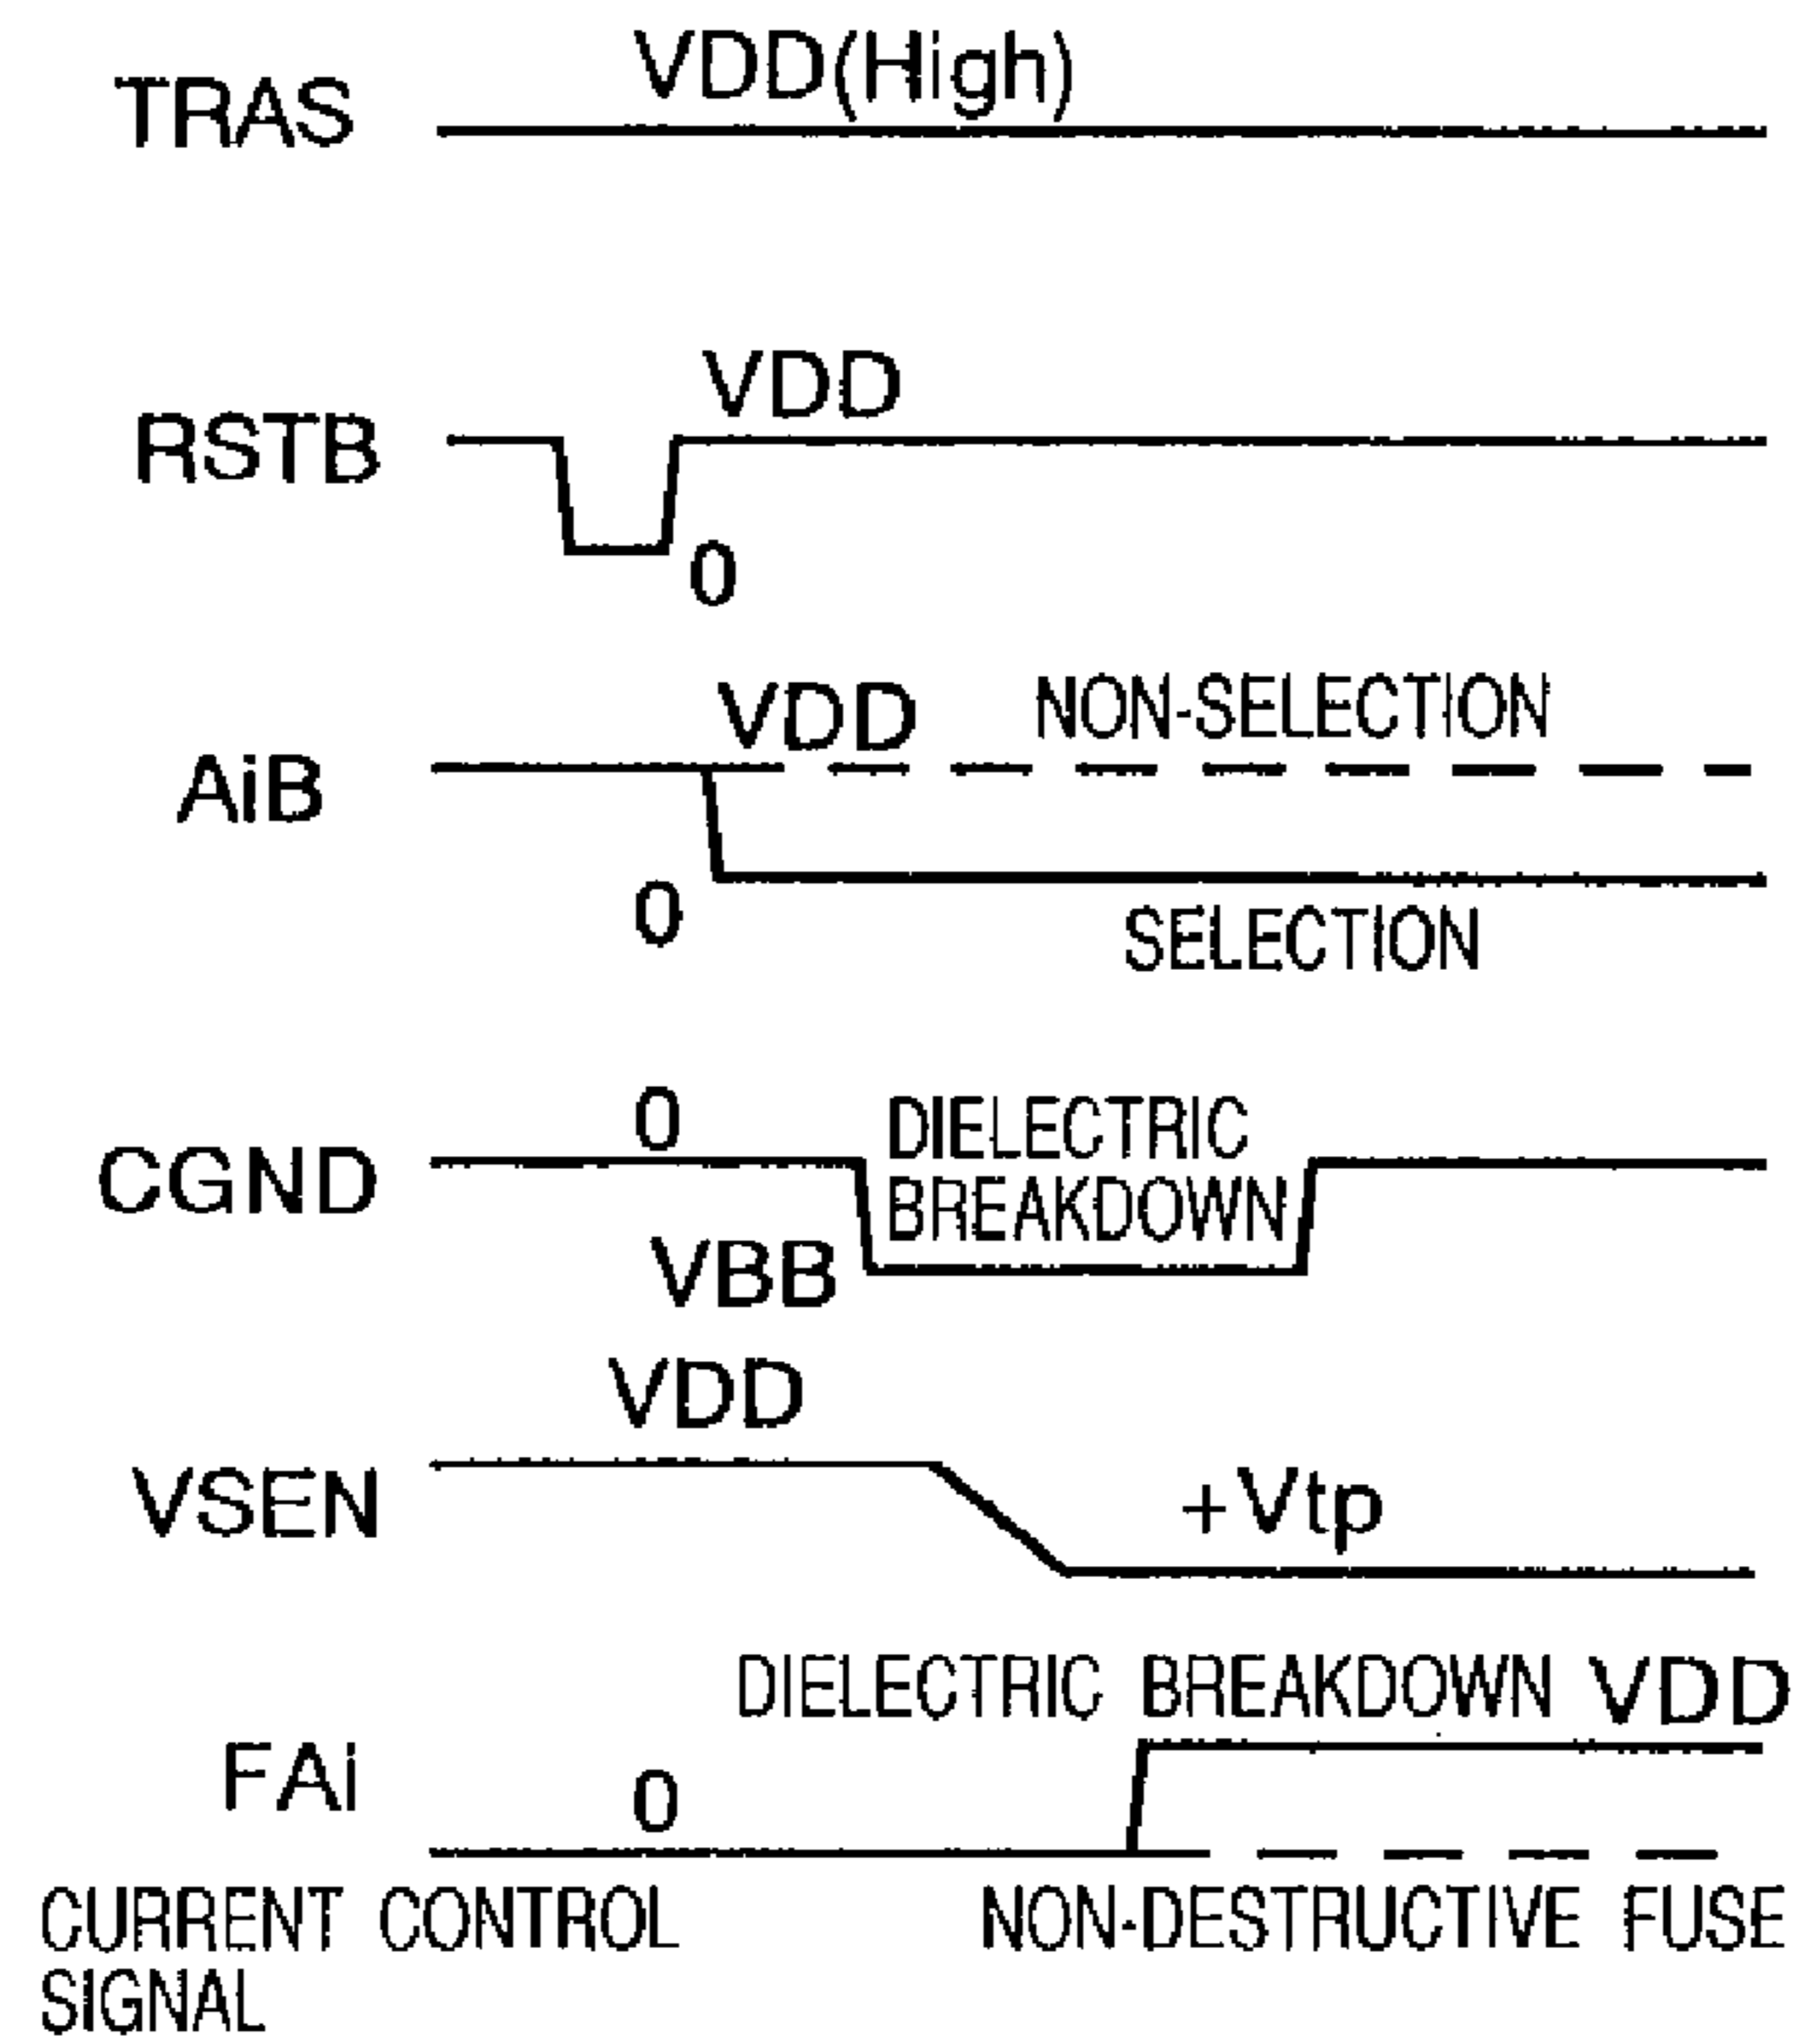 VDD(High)
TRAS
VDD
RSTB
0
VDD NON-SELECTION
AiB
0
SELECTION
0 DIELECTRIC
CGND
BREAKDOWN
VBB
VDD
VSEN
+Vtp
DIELECTRIC BREAKDOWN VDD
FAi
0
CURRENT CONTROL
SIGNAL
NON-DESTRUCTIVE FUSE